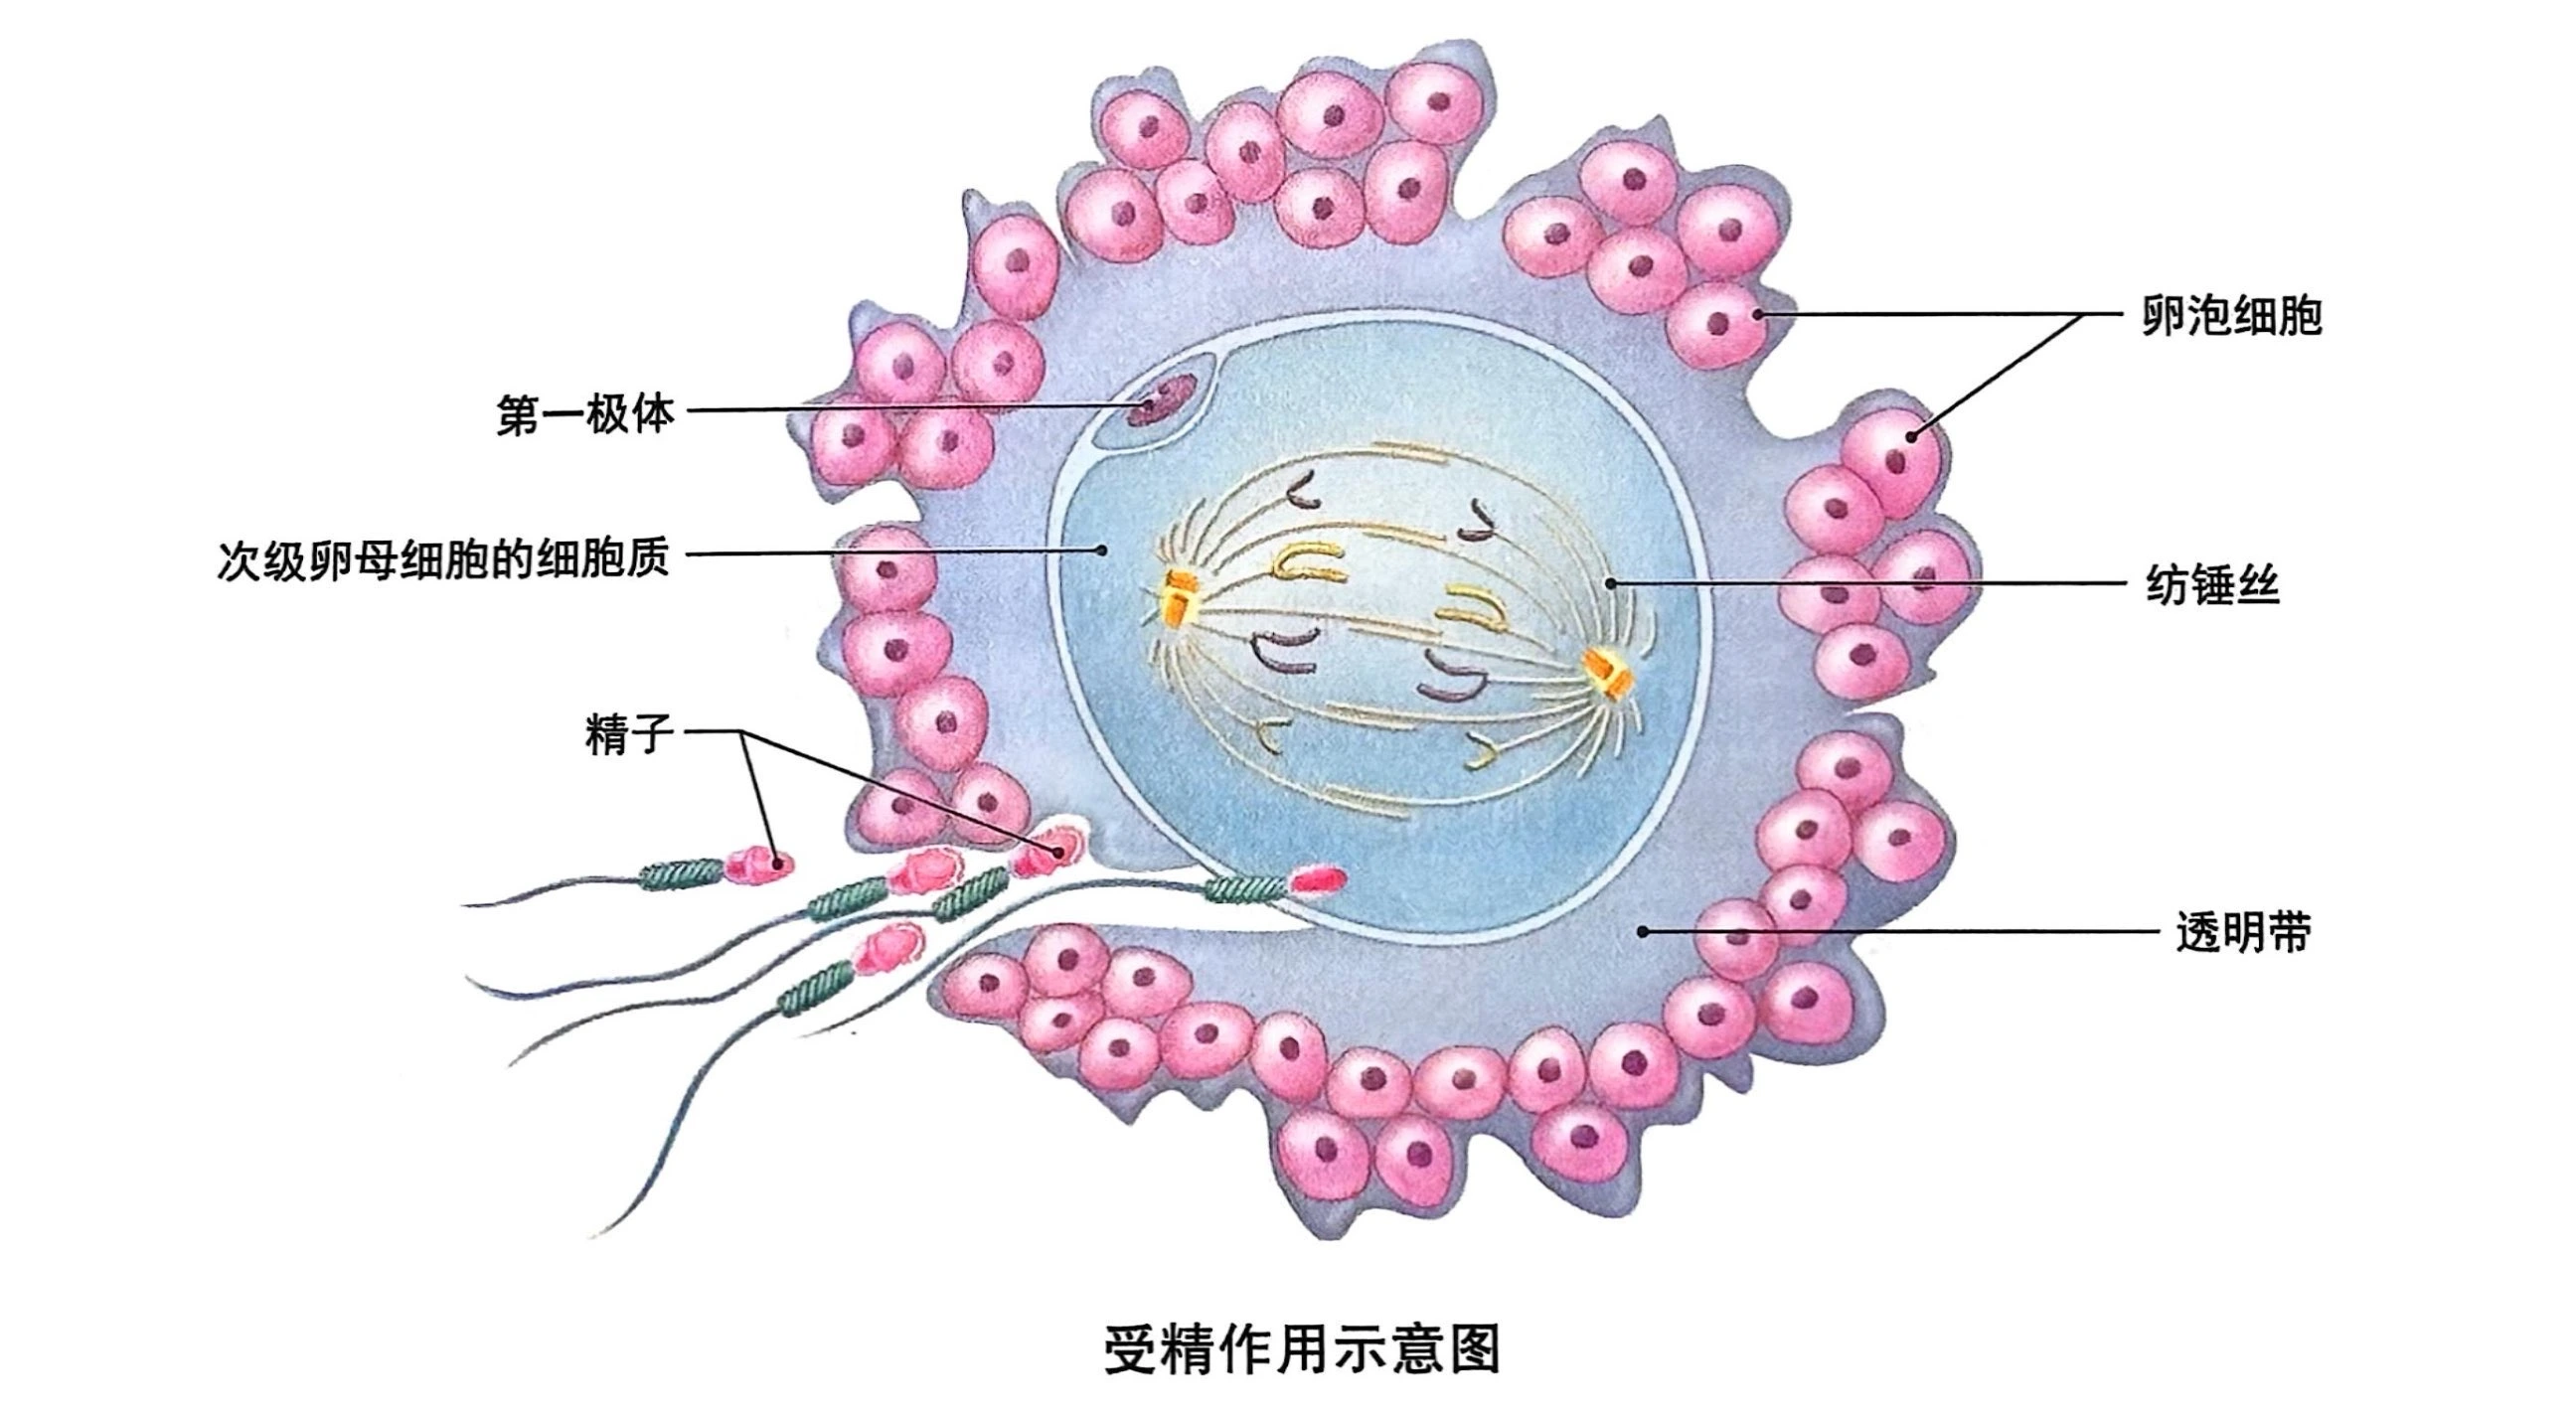 卵泡细胞
第一极体
次级卵母细胞的细胞质
纺锤丝
精子
透明带
受精作用示意图